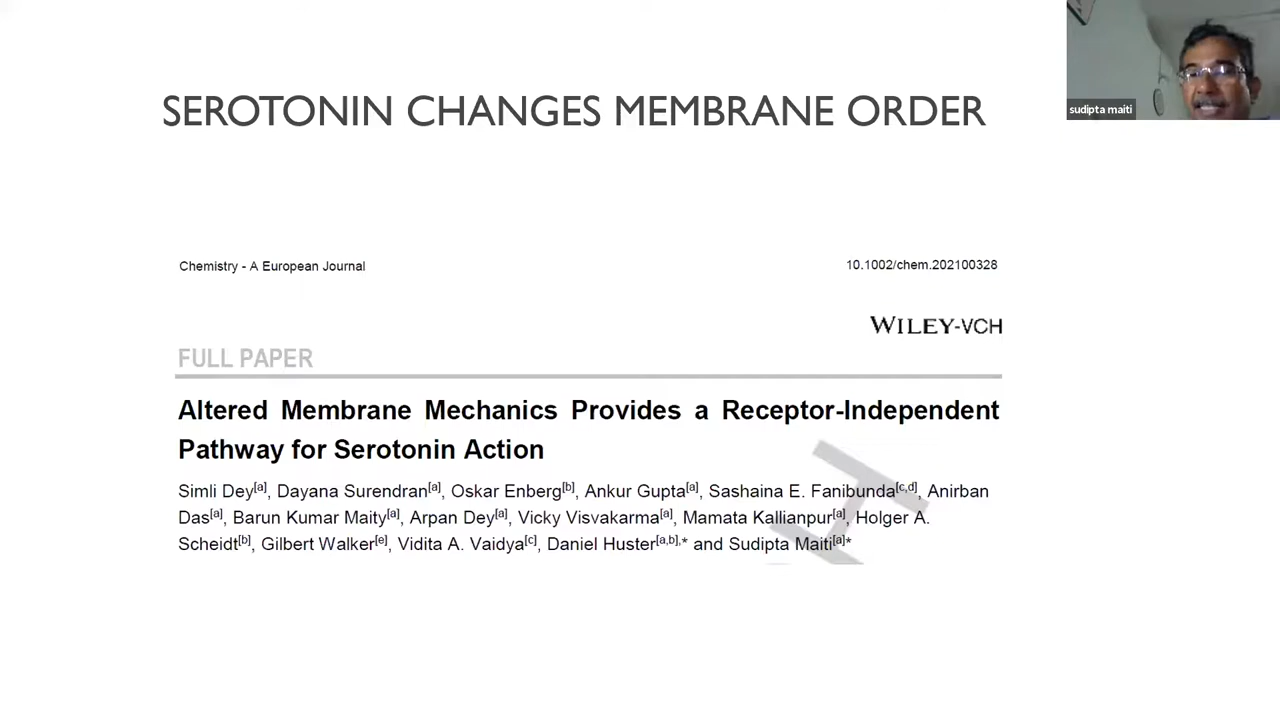 SEROTONIN CHANGES MEMBRANE ORDER
sudipta maiti
Chemistry - A European Journal
10.1002/chem.202100328
WILEY-VCH
FULL PAPER
Altered Membrane Mechanics Provides a Receptor-Independent
Pathway for Serotonin Action
Simli Dey[a], Dayana Surendran[a], Oskar Enberg[b], Ankur Gupta[a], Sashaina E. Fanibunda[c,d], Anirban
Das[a], Barun Kumar Maity[a], Arpan Dey[a], Vicky Visvakarma[a], Mamata Kallianpur[a], Holger A.
Scheidt[b], Gilbert Walker[e], Vidita A. Vaidya[c], Daniel Huster[a,b],* and Sudipta Maiti[a]*